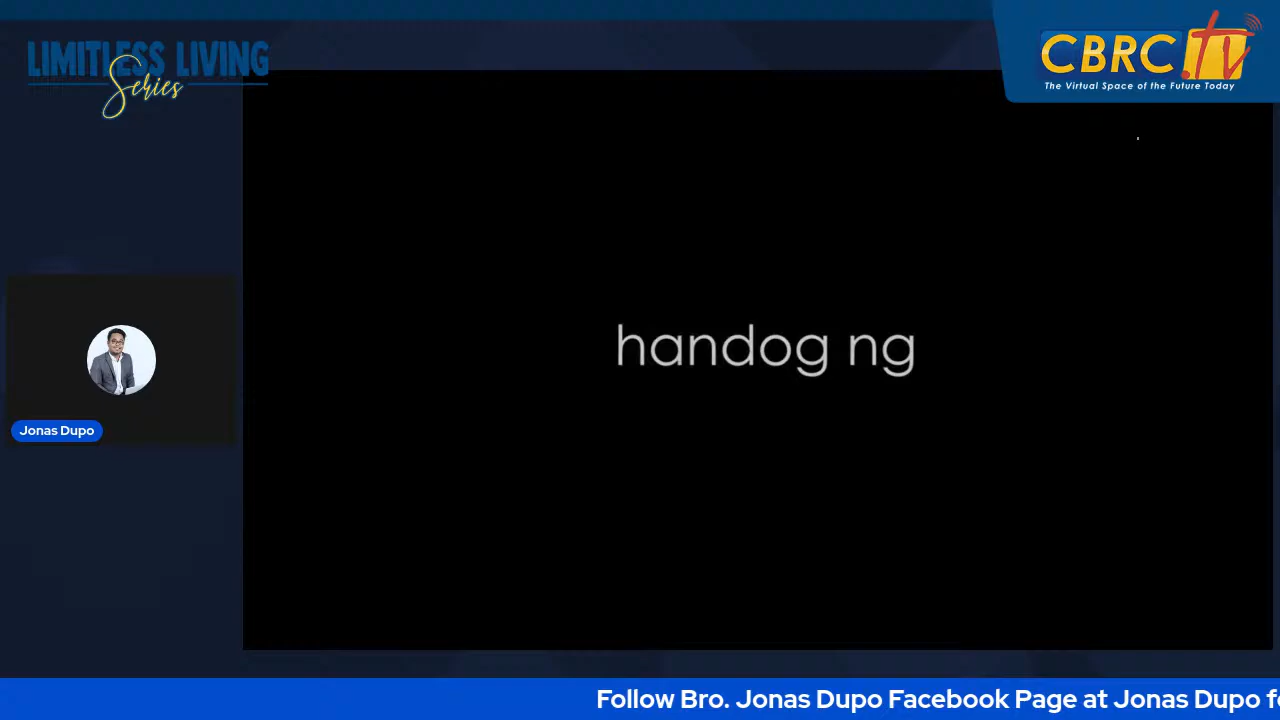 LIMITLESS LIVING
Series
CBRC.tv
The Virtual Space of the Future Today
handog ng
Jonas Dupo
Follow Bro. Jonas Dupo Facebook Page at Jonas Dupo